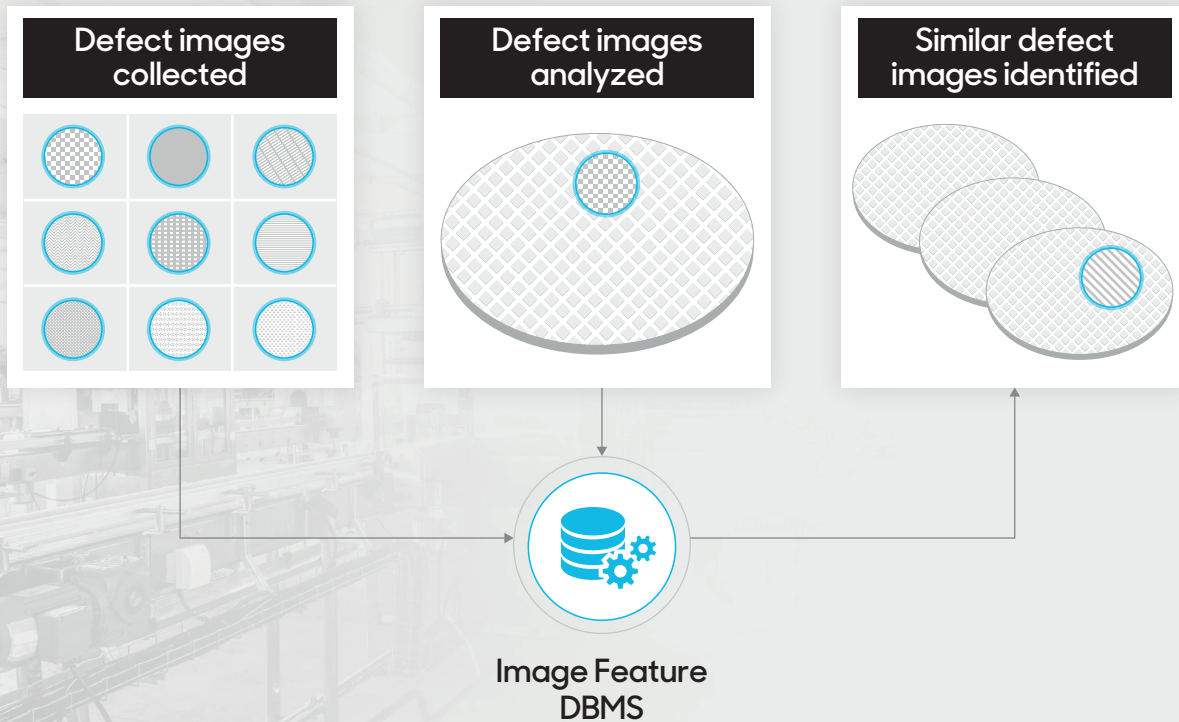 Defect images
collected
Defect images
analyzed
Similar defect
images identified
Image Feature
DBMS